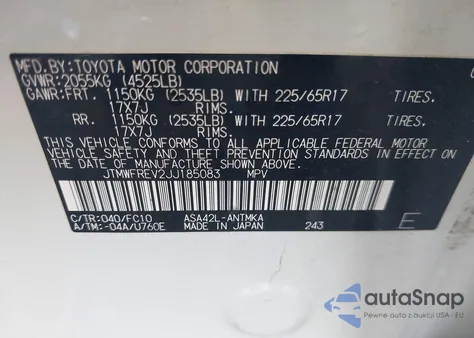 MFD.BY:TOYOTA MOTOR CORPORATION
GVWR:2055KG (4525LB)
GAWR:FRT. 1150KG (2535LB) WITH 225/65R17 TIRES.
17X7J RIMS.
RR. 1150KG (2535LB) WITH 225/65R17 TIRES.
17X7J RIMS.
THIS VEHICLE CONFORMS TO ALL APPLICABLE FEDERAL MOTOR
VEHICLE SAFETY AND THEFT PREVENTION STANDARDS IN EFFECT ON
THE DATE OF MANUFACTURE SHOWN ABOVE.
JTMWFREV2JJ185083 MPV
C/TR:040/FC10 ASA42L-ANTMKA
A/TM:-04A/U760E MADE IN JAPAN 243 E
autoSnap
Pewne auta z aukcji USA i EU